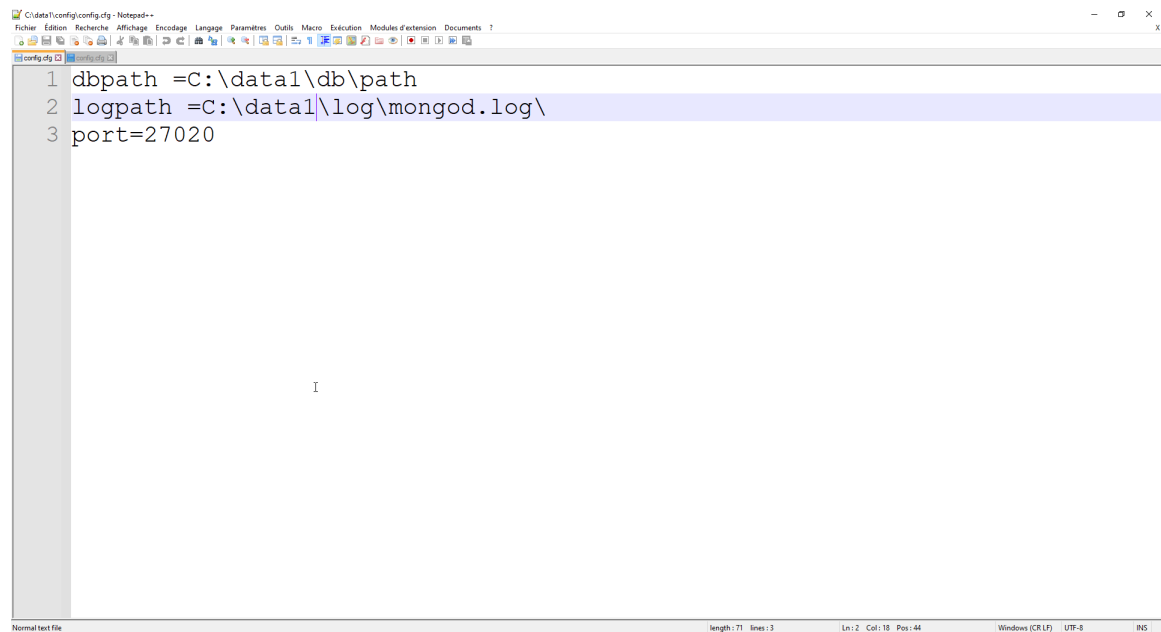 C:\data1\config\config.cfg - Notepad++
Fichier Édition Recherche Affichage Encodage Langage Paramètres Outils Macro Exécution Modules d'extension Documents ?
X
config.cfg config.cfg
1 dbpath =C:\data1\db\path
2 logpath =C:\data1\log\mongod.log\
3 port=27020
Normal text file length : 71 lines : 3 Ln : 2 Col : 18 Pos : 44 Windows (CR LF) UTF-8 INS